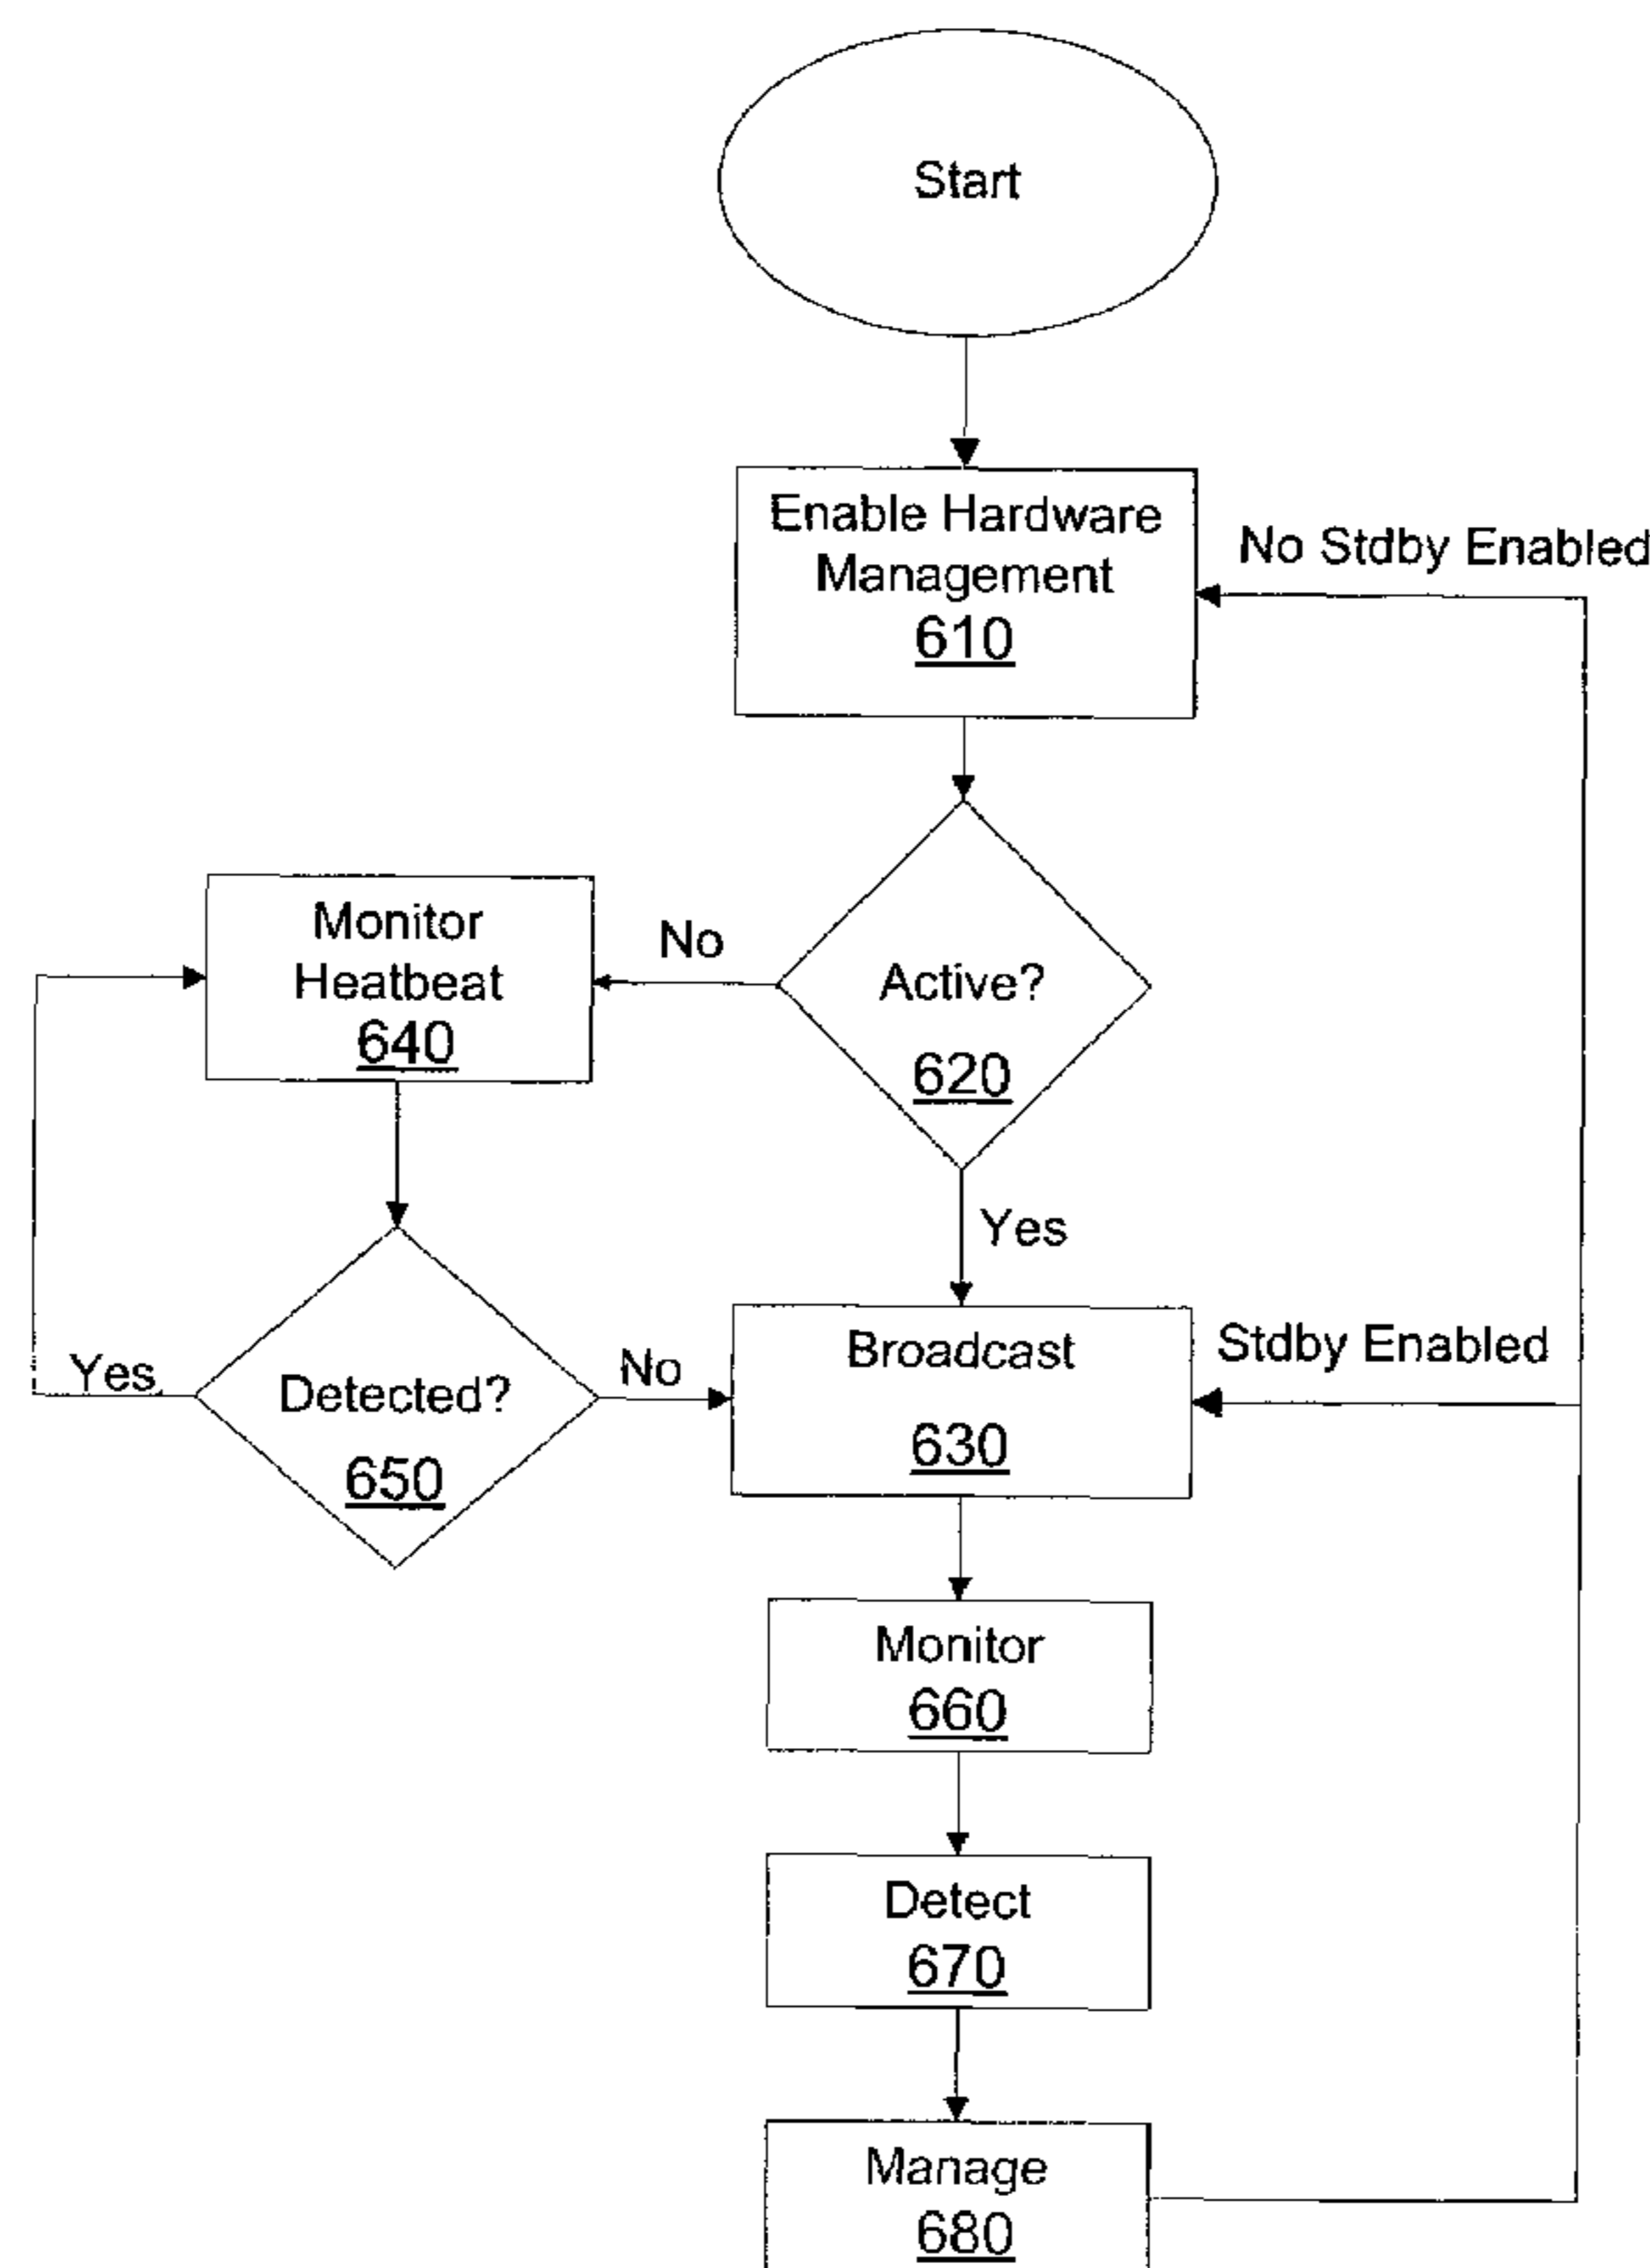 Start
Enable Hardware
Management
610
No Stdby Enabled
Monitor
Heatbeat
640
No
Active?
620
Yes
Broadcast
630
Stdby Enabled
Yes
Detected?
650
No
Monitor
660
Detect
670
Manage
680